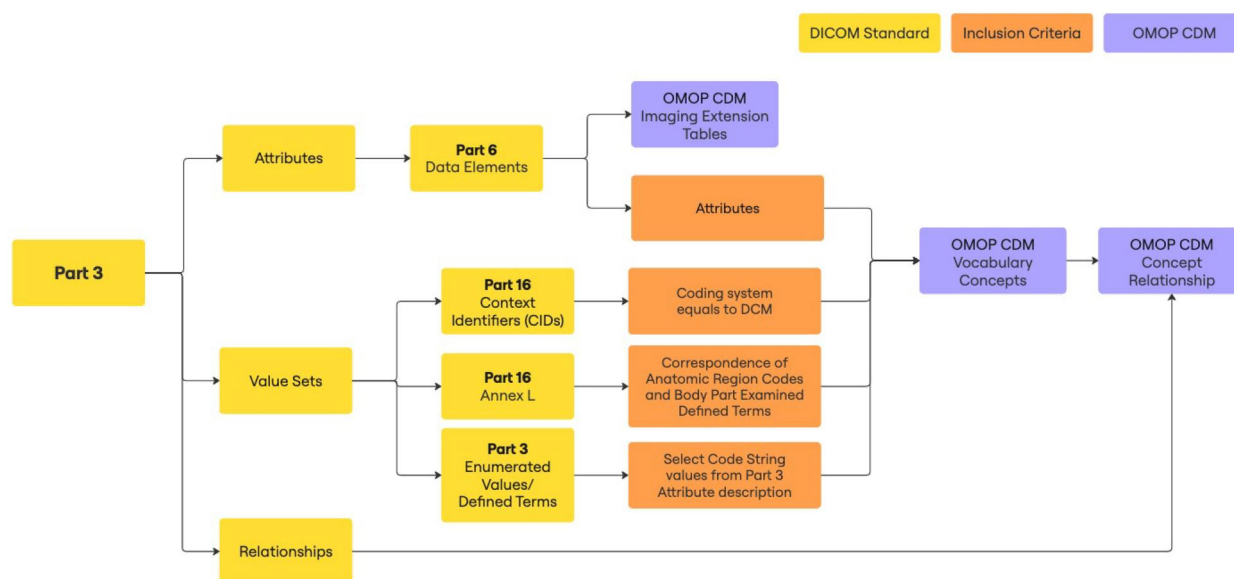 DICOM Standard
Inclusion Criteria
OMOP CDM
OMOP CDM
Imaging Extension
Tables
Attributes
Part 6
Data Elements
Attributes
Part 3
OMOP CDM
Vocabulary
Concepts
OMOP CDM
Concept
Relationship
Part 16
Context
Identifiers (CIDs)
Coding system
equals to DCM
Value Sets
Part 16
Annex L
Correspondence of
Anatomic Region Codes
and Body Part Examined
Defined Terms
Part 3
Enumerated
Values/
Defined Terms
Select Code String
values from Part 3
Attribute description
Relationships